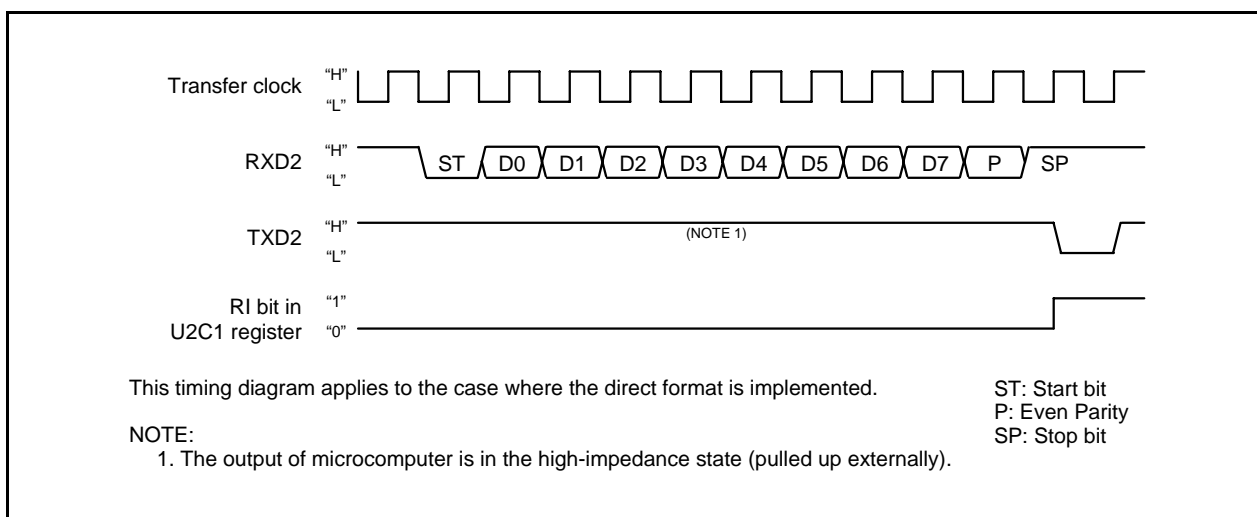 Transfer clock “H”
“L”
RXD2 “H”
“L”
ST D0 D1 D2 D3 D4 D5 D6 D7 P SP
TXD2 “H”
“L”
(NOTE 1)
RI bit in “1”
U2C1 register “0”
This timing diagram applies to the case where the direct format is implemented.
ST: Start bit
P: Even Parity
SP: Stop bit
NOTE:
1. The output of microcomputer is in the high-impedance state (pulled up externally).